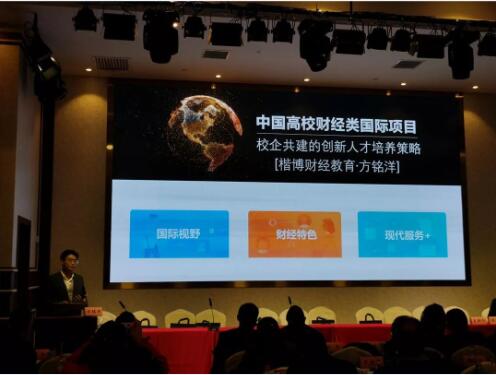 中国高校财经类国际项目
校企共建的创新人才培养策略
[楷博财经教育·方铭洋]
国际视野
财经特色
现代服务+